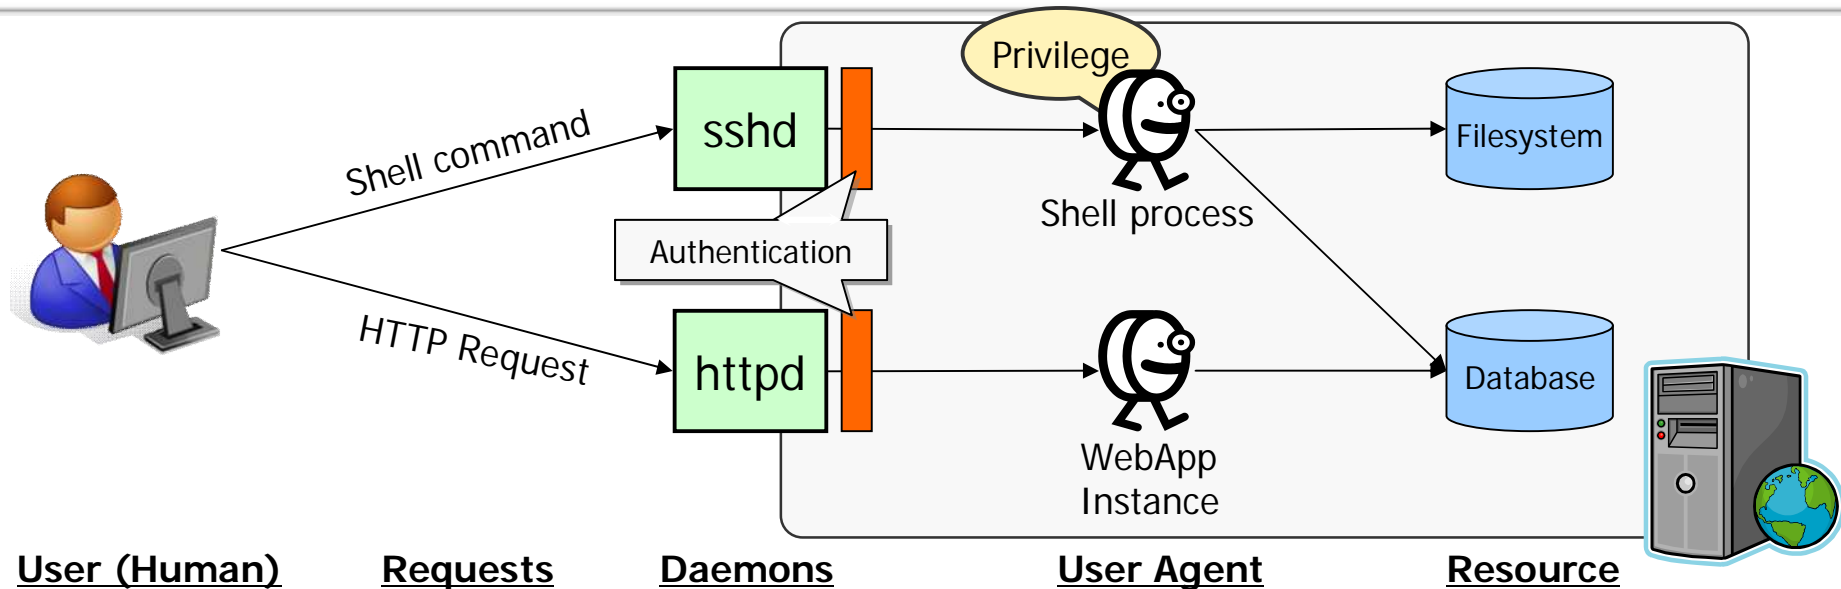 Privilege
sshd
Shell command
Filesystem
Shell process
Authentication
HTTP Request
httpd
Database
WebApp
Instance
User (Human)
Requests
Daemons
User Agent
Resource